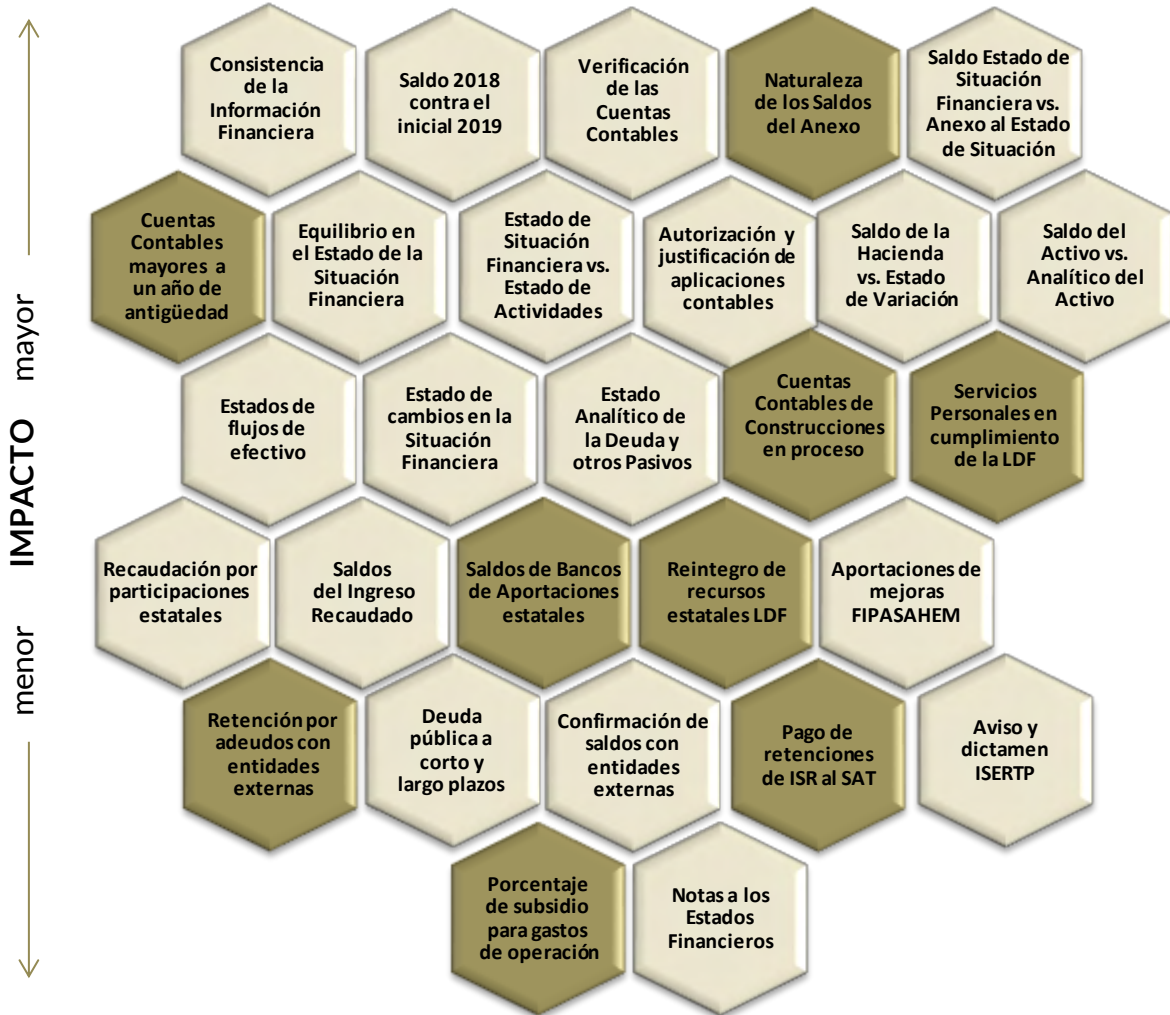 mayor
IMPACTO
menor
Consistencia
de la
Información
Financiera
Saldo 2018
contra el
inicial 2019
Verificación
de las
Cuentas
Contables
Naturaleza
de los Saldos
del Anexo
Saldo Estado de
Situación
Financiera vs.
Anexo al Estado
de Situación
Cuentas
Contables
mayores a
un año de
antigüedad
Equilibrio en
el Estado de la
Situación
Financiera
Estado de
Situación
Financiera vs.
Estado de
Actividades
Autorización y
justificación de
aplicaciones
contables
Saldo de la
Hacienda
vs. Estado
de Variación
Saldo del
Activo vs.
Analítico del
Activo
Estados de
flujos de
efectivo
Estado de
cambios en la
Situación
Financiera
Estado
Analítico de
la Deuda y
otros Pasivos
Cuentas
Contables de
Construcciones
en proceso
Servicios
Personales en
cumplimiento
de la LDF
Recaudación por
participaciones
estatales
Saldos
del Ingreso
Recaudado
Saldos de Bancos
de Aportaciones
estatales
Reintegro de
recursos
estatales LDF
Aportaciones de
mejoras
FIPASAHEM
Retención por
adeudos con
entidades
externas
Deuda
pública a
corto y
largo plazos
Confirmación de
saldos con
entidades
externas
Pago de
retenciones
de ISR al SAT
Aviso y
dictamen
ISERTP
Porcentaje
de subsidio
para gastos
de operación
Notas a los
Estados
Financieros